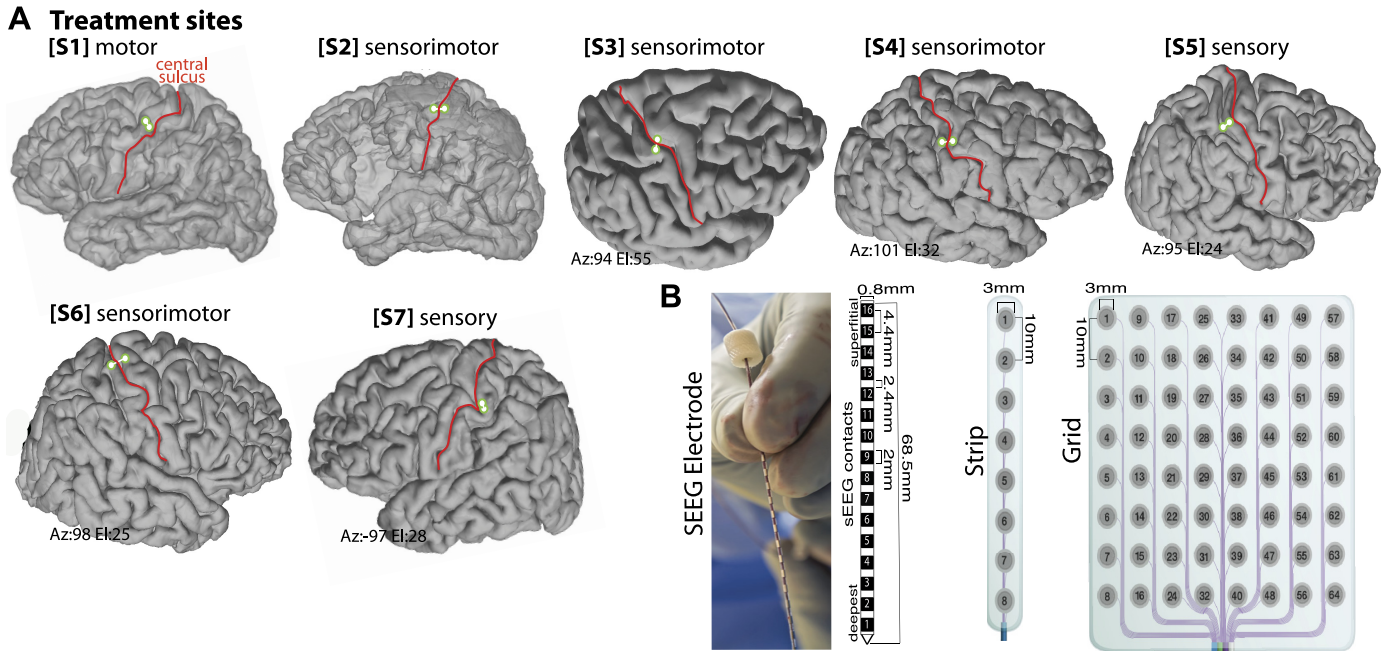 A Treatment sites
[S1] motor
central
sulcus
[S2] sensorimotor
[S3] sensorimotor
Az:94 El:55
[S4] sensorimotor
Az:101 El:32
[S5] sensory
Az:95 El:24
[S6] sensorimotor
Az:98 El:25
[S7] sensory
Az:-97 El:28
B
SEEG Electrode
0.8mm
superfitial
sEEG contacts
deepest
16
15
14
13
12
11
10
9
8
7
6
5
4
3
2
1
4.4mm
2.4mm
2mm
68.5mm
Strip
3mm
10mm
1
2
3
4
5
6
7
8
Grid
3mm
10mm
1 9 17 25 33 41 49 57
2 10 18 26 34 42 50 58
3 11 19 27 35 43 51 59
4 12 20 28 36 44 52 60
5 13 21 29 37 45 53 61
6 14 22 30 38 46 54 62
7 15 23 31 39 47 55 63
8 16 24 32 40 48 56 64